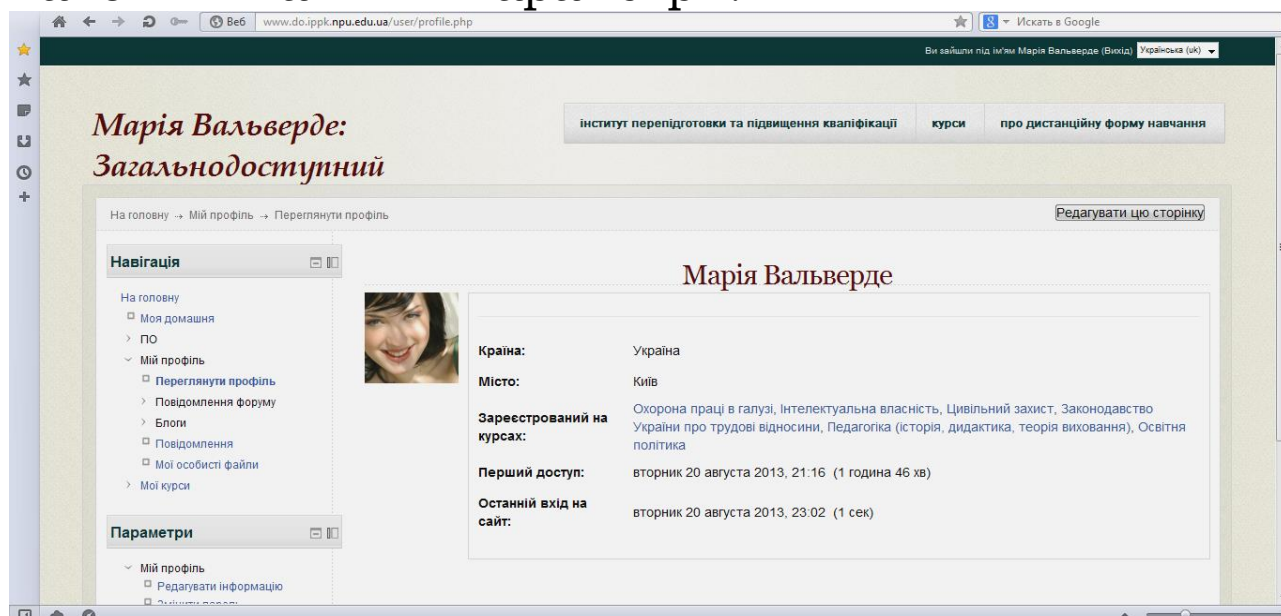 Веб www.do.ippk.npu.edu.ua/user/profile.php Искать в Google
Ви зайшли під ім'ям Марія Вальверде (Вихід) Українська (uk)
Марія Вальверде:
Загальнодоступний
інститут перепідготовки та підвищення кваліфікації курси про дистанційну форму навчання
На головну → Мій профіль → Переглянути профіль
Редагувати цю сторінку
Навігація
На головну
Моя домашня
ПО
Мій профіль
Переглянути профіль
Повідомлення форуму
Блоги
Повідомлення
Мої особисті файли
Мої курси
Параметри
Мій профіль
Редагувати інформацію
Марія Вальверде
Країна: Україна
Місто: Київ
Зареєстрований на курсах:
Охорона праці в галузі, Інтелектуальна власність, Цивільний захист, Законодавство
України про трудові відносини, Педагогіка (історія, дидактика, теорія виховання), Освітня
політика
Перший доступ: вторник 20 августа 2013, 21:16 (1 година 46 хв)
Останній вхід на
сайт: вторник 20 августа 2013, 23:02 (1 сек)